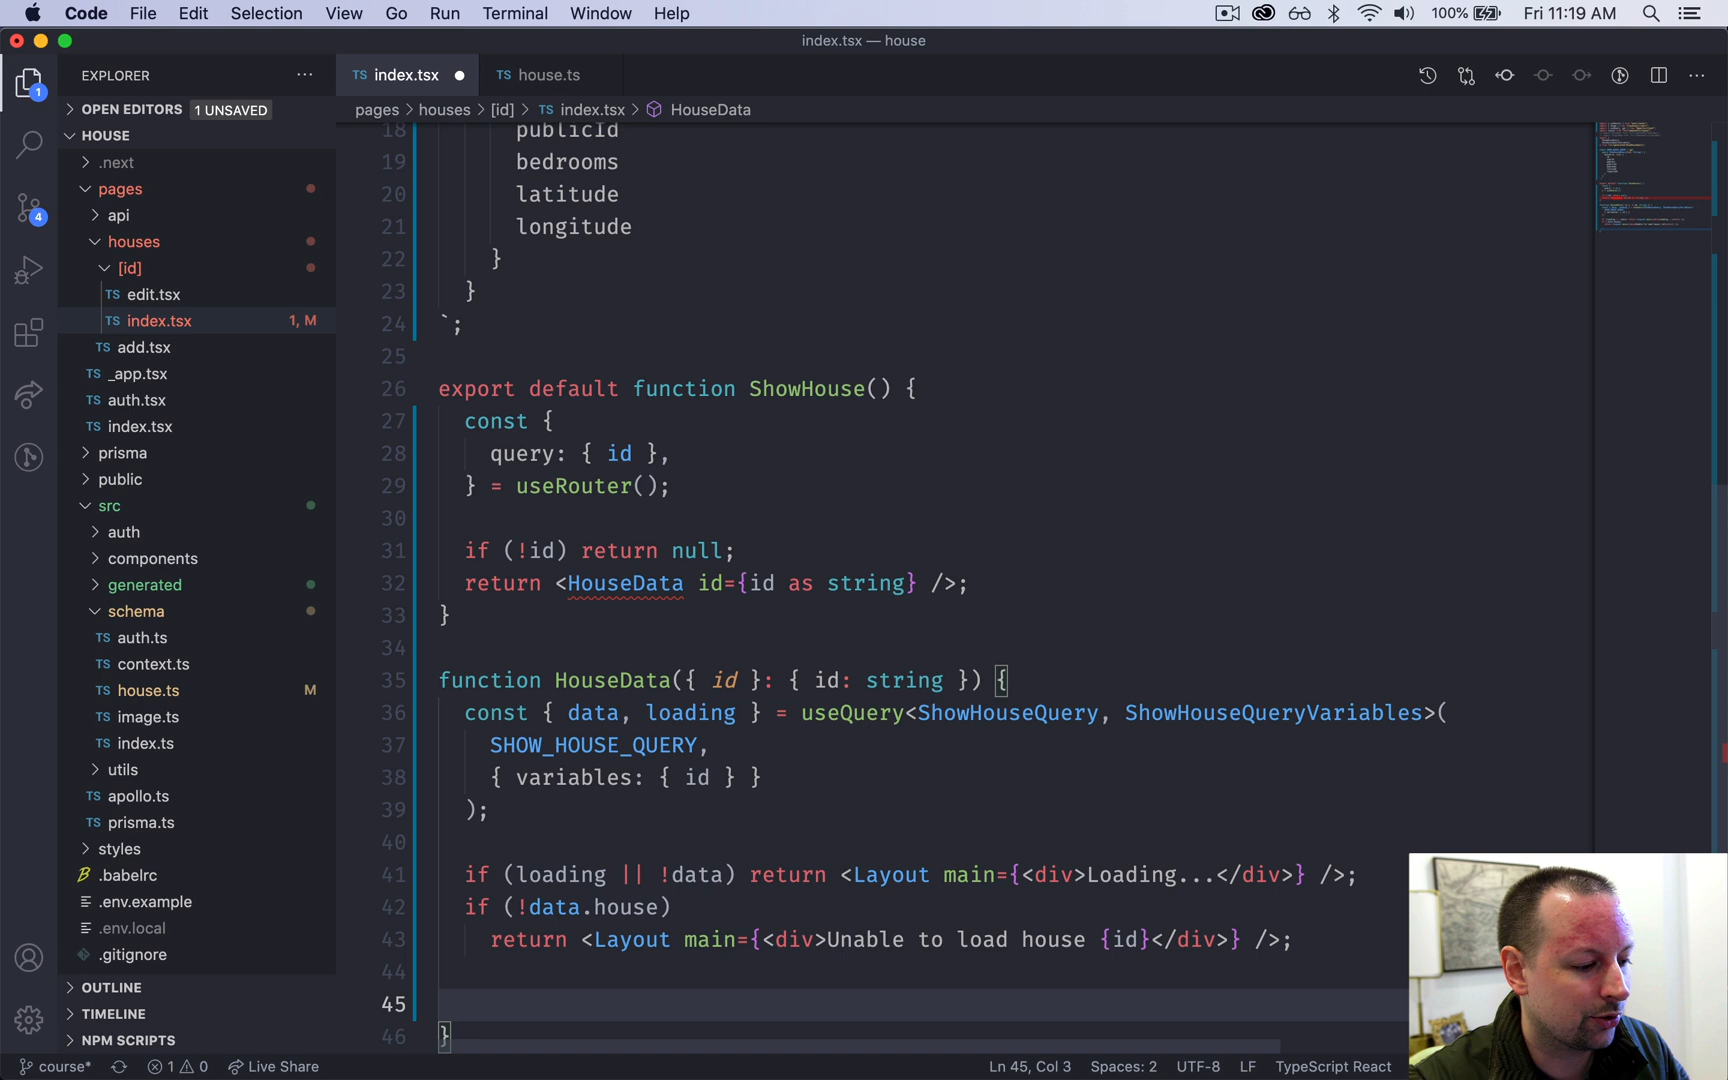 Code File Edit Selection View Go Run Terminal Window Help 100% Fri 11:19 AM
index.tsx — house
EXPLORER
TS index.tsx
TS house.ts
OPEN EDITORS 1 UNSAVED
pages > houses > [id] > TS index.tsx > HouseData
HOUSE
.next
pages
api
houses
[id]
TS edit.tsx
TS index.tsx 1, M
TS add.tsx
TS _app.tsx
TS auth.tsx
TS index.tsx
prisma
public
src
auth
components
generated
schema
TS auth.ts
TS context.ts
TS house.ts M
TS image.ts
TS index.ts
utils
TS apollo.ts
TS prisma.ts
styles
.babelrc
.env.example
.env.local
.gitignore
OUTLINE
TIMELINE
NPM SCRIPTS
1
4
18 publicId
19 bedrooms
20 latitude
21 longitude
22 }
23 }
24 `;
25
26 export default function ShowHouse() {
27 const {
28 query: { id },
29 } = useRouter();
30
31 if (!id) return null;
32 return <HouseData id={id as string} />;
33 }
34
35 function HouseData({ id }: { id: string }) {
36 const { data, loading } = useQuery<ShowHouseQuery, ShowHouseQueryVariables>(
37 SHOW_HOUSE_QUERY,
38 { variables: { id } }
39 );
40
41 if (loading || !data) return <Layout main={<div>Loading...</div>} />;
42 if (!data.house)
43 return <Layout main={<div>Unable to load house {id}</div>} />;
44
45
46 }
course* 1 0 Live Share Ln 45, Col 3 Spaces: 2 UTF-8 LF TypeScript React